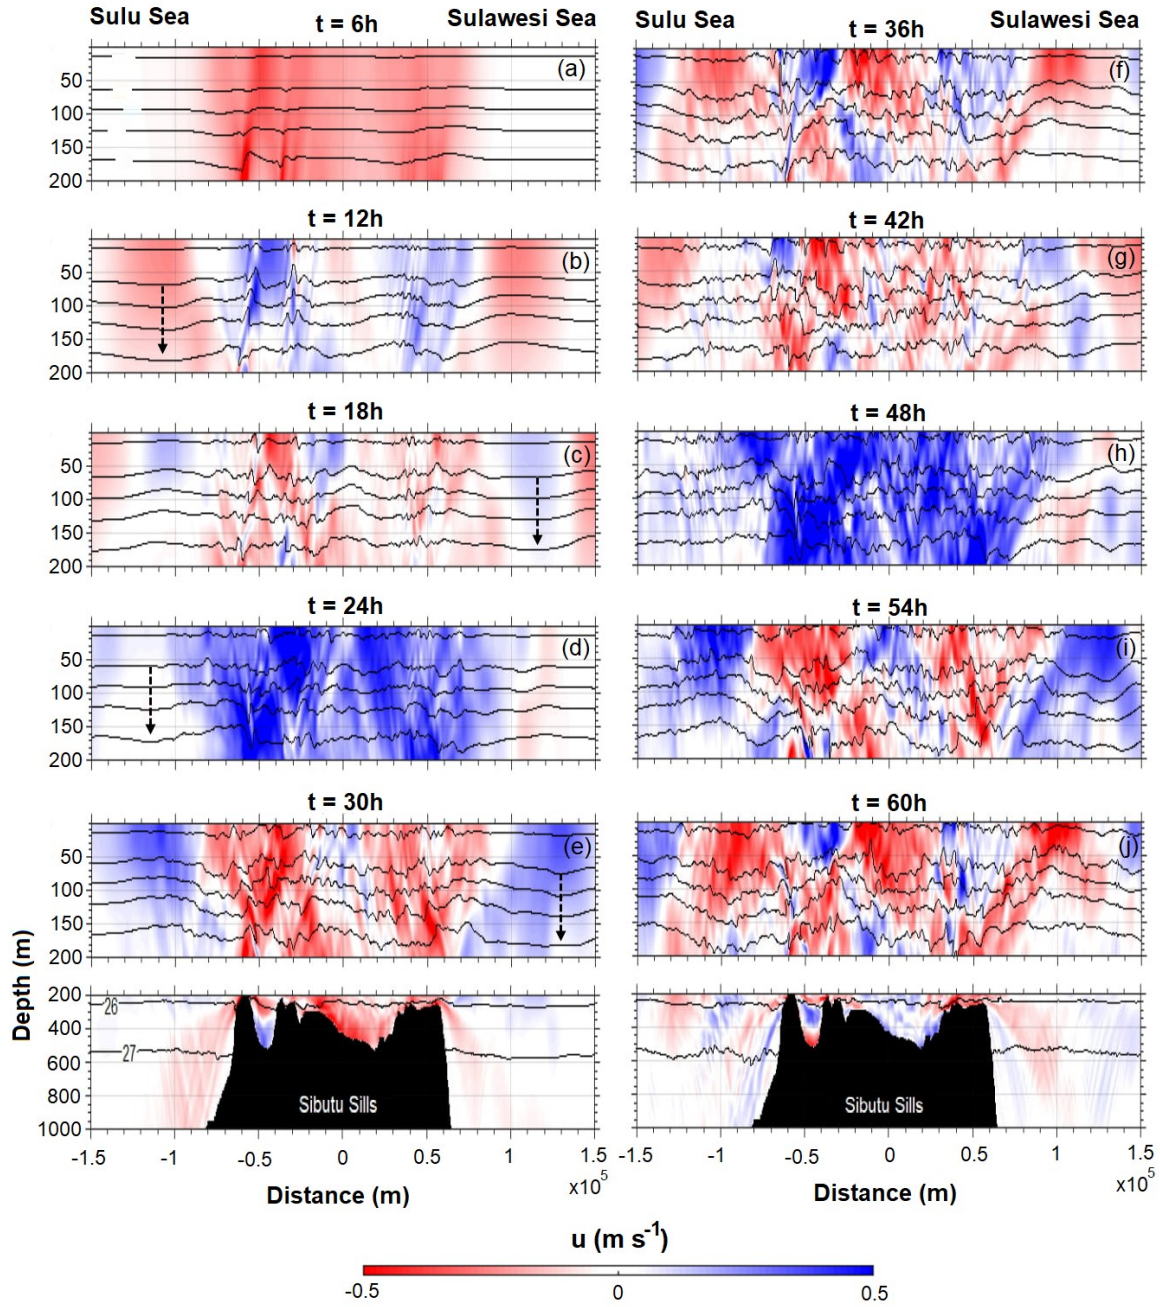 Sulu Sea
Sulawesi Sea
Sulu Sea
Sulawesi Sea
t = 6h
(a)
50
100
150
200
t = 12h
(b)
50
100
150
200
t = 18h
(c)
50
100
150
200
t = 24h
(d)
50
100
150
200
t = 30h
(e)
50
100
150
200
200
400
600
800
1000
26
27
Sibutu Sills
-1.5
-1
-0.5
0
0.5
1
1.5
x10^5
Distance (m)
Depth (m)
t = 36h
(f)
t = 42h
(g)
t = 48h
(h)
t = 54h
(i)
t = 60h
(j)
Sibutu Sills
-1.5
-1
-0.5
0
0.5
1
1.5
x10^5
Distance (m)
u (m s^-1)
-0.5
0
0.5